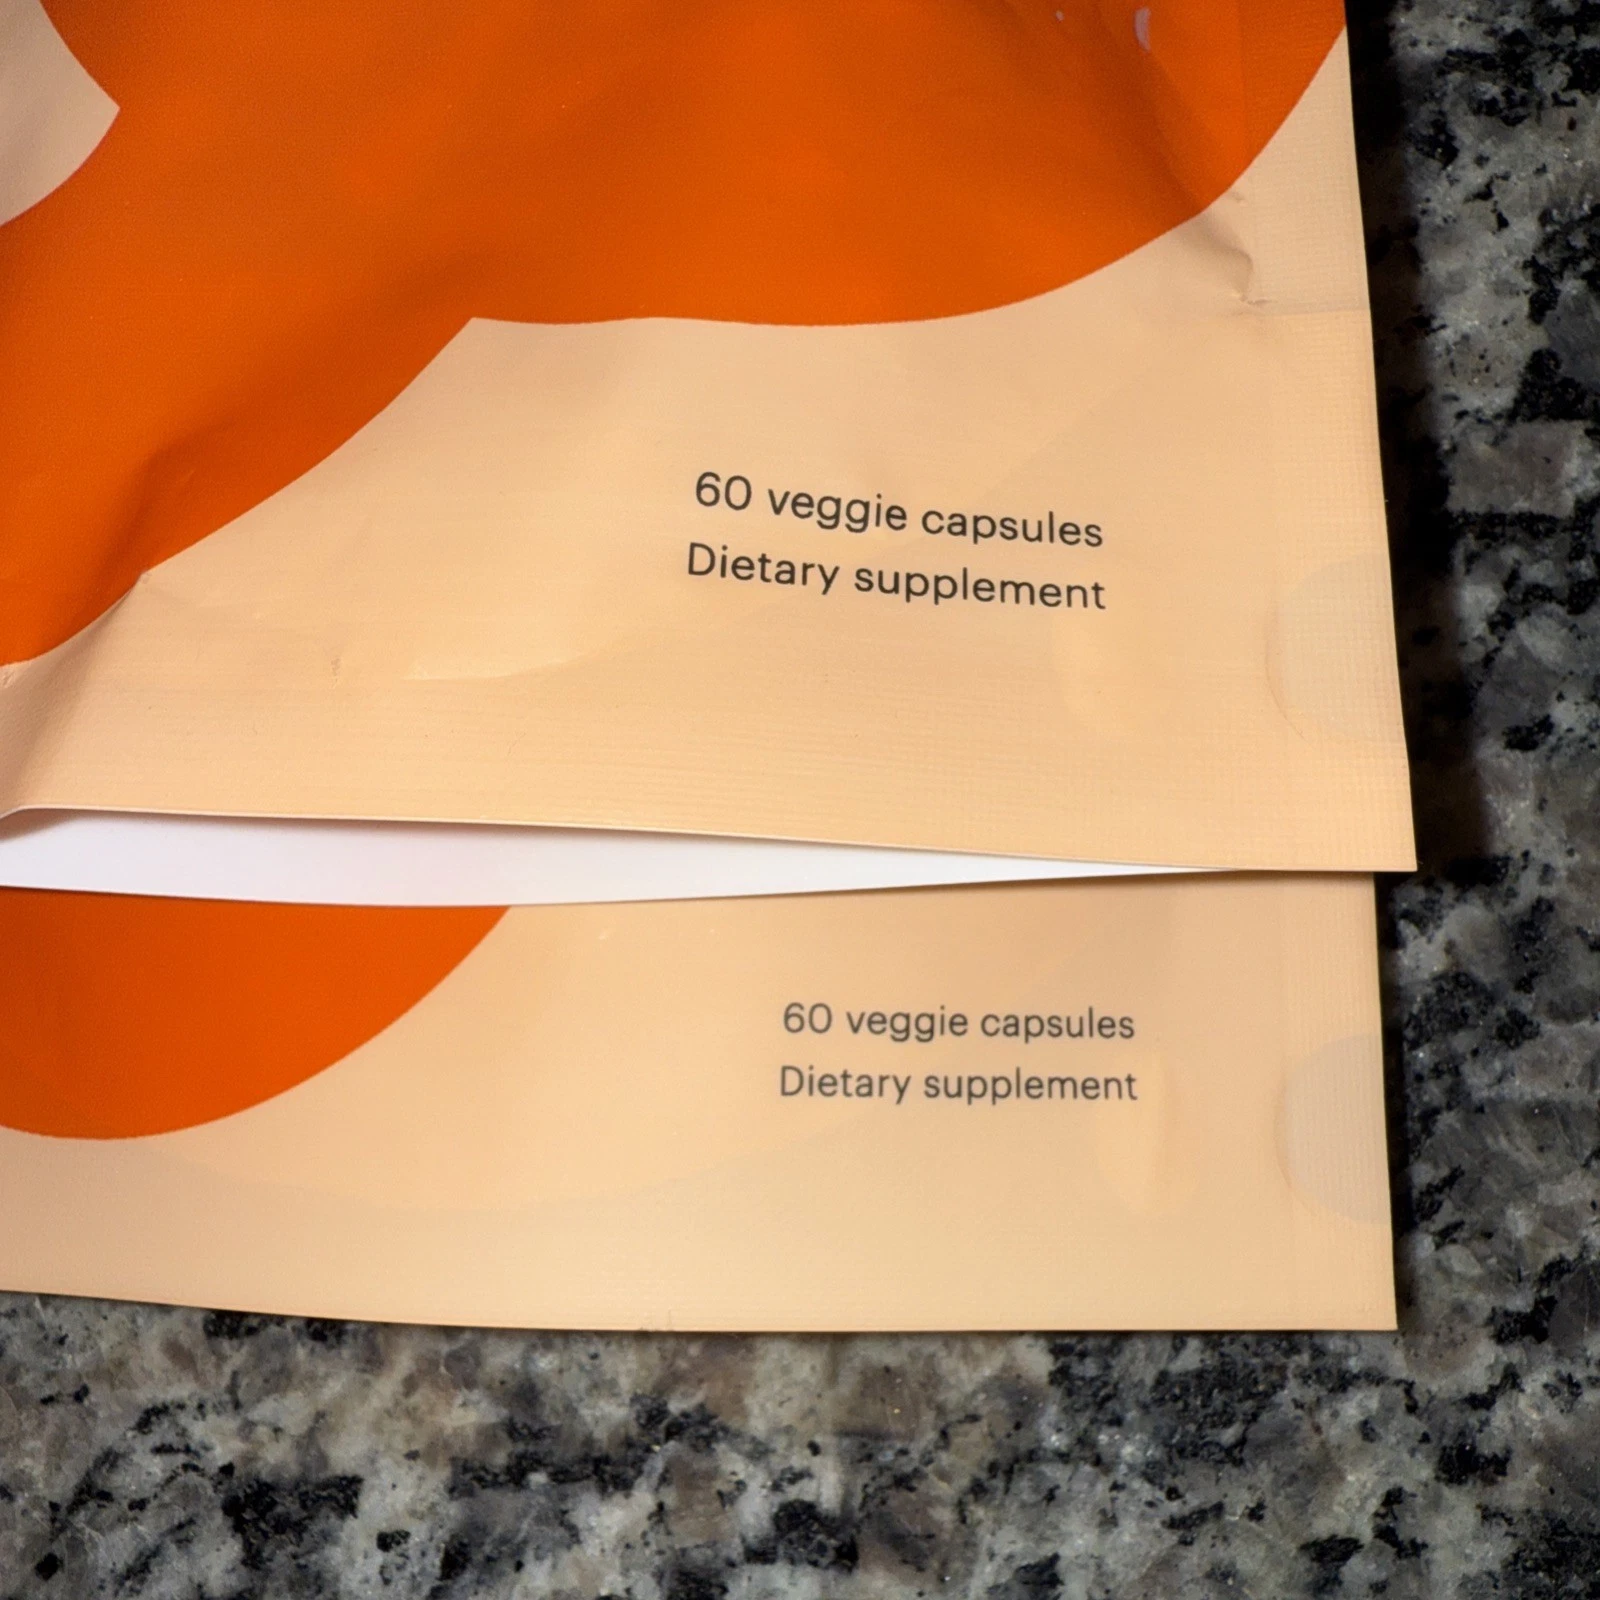 60 veggie capsules
Dietary supplement
60 veggie capsules
Dietary supplement